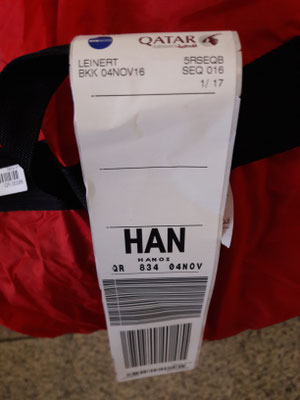 QATAR
LEINERT 5RSEQB
BKK 04NOV16 SEQ 016
1/ 17
HAN
HANOI
QR 834 04NOV